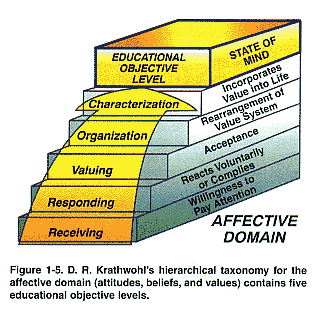 EDUCATIONAL
OBJECTIVE
LEVEL
STATE OF
MIND
Characterization
Incorporates
Value into Life
Organization
Rearrangement of
Value System
Valuing
Acceptance
Responding
Reacts Voluntarily
or Complies
Receiving
Willingness to
Pay Attention
AFFECTIVE
DOMAIN
Figure 1-5. D. R. Krathwohl's hierarchical taxonomy for the
affective domain (attitudes, beliefs, and values) contains five
educational objective levels.